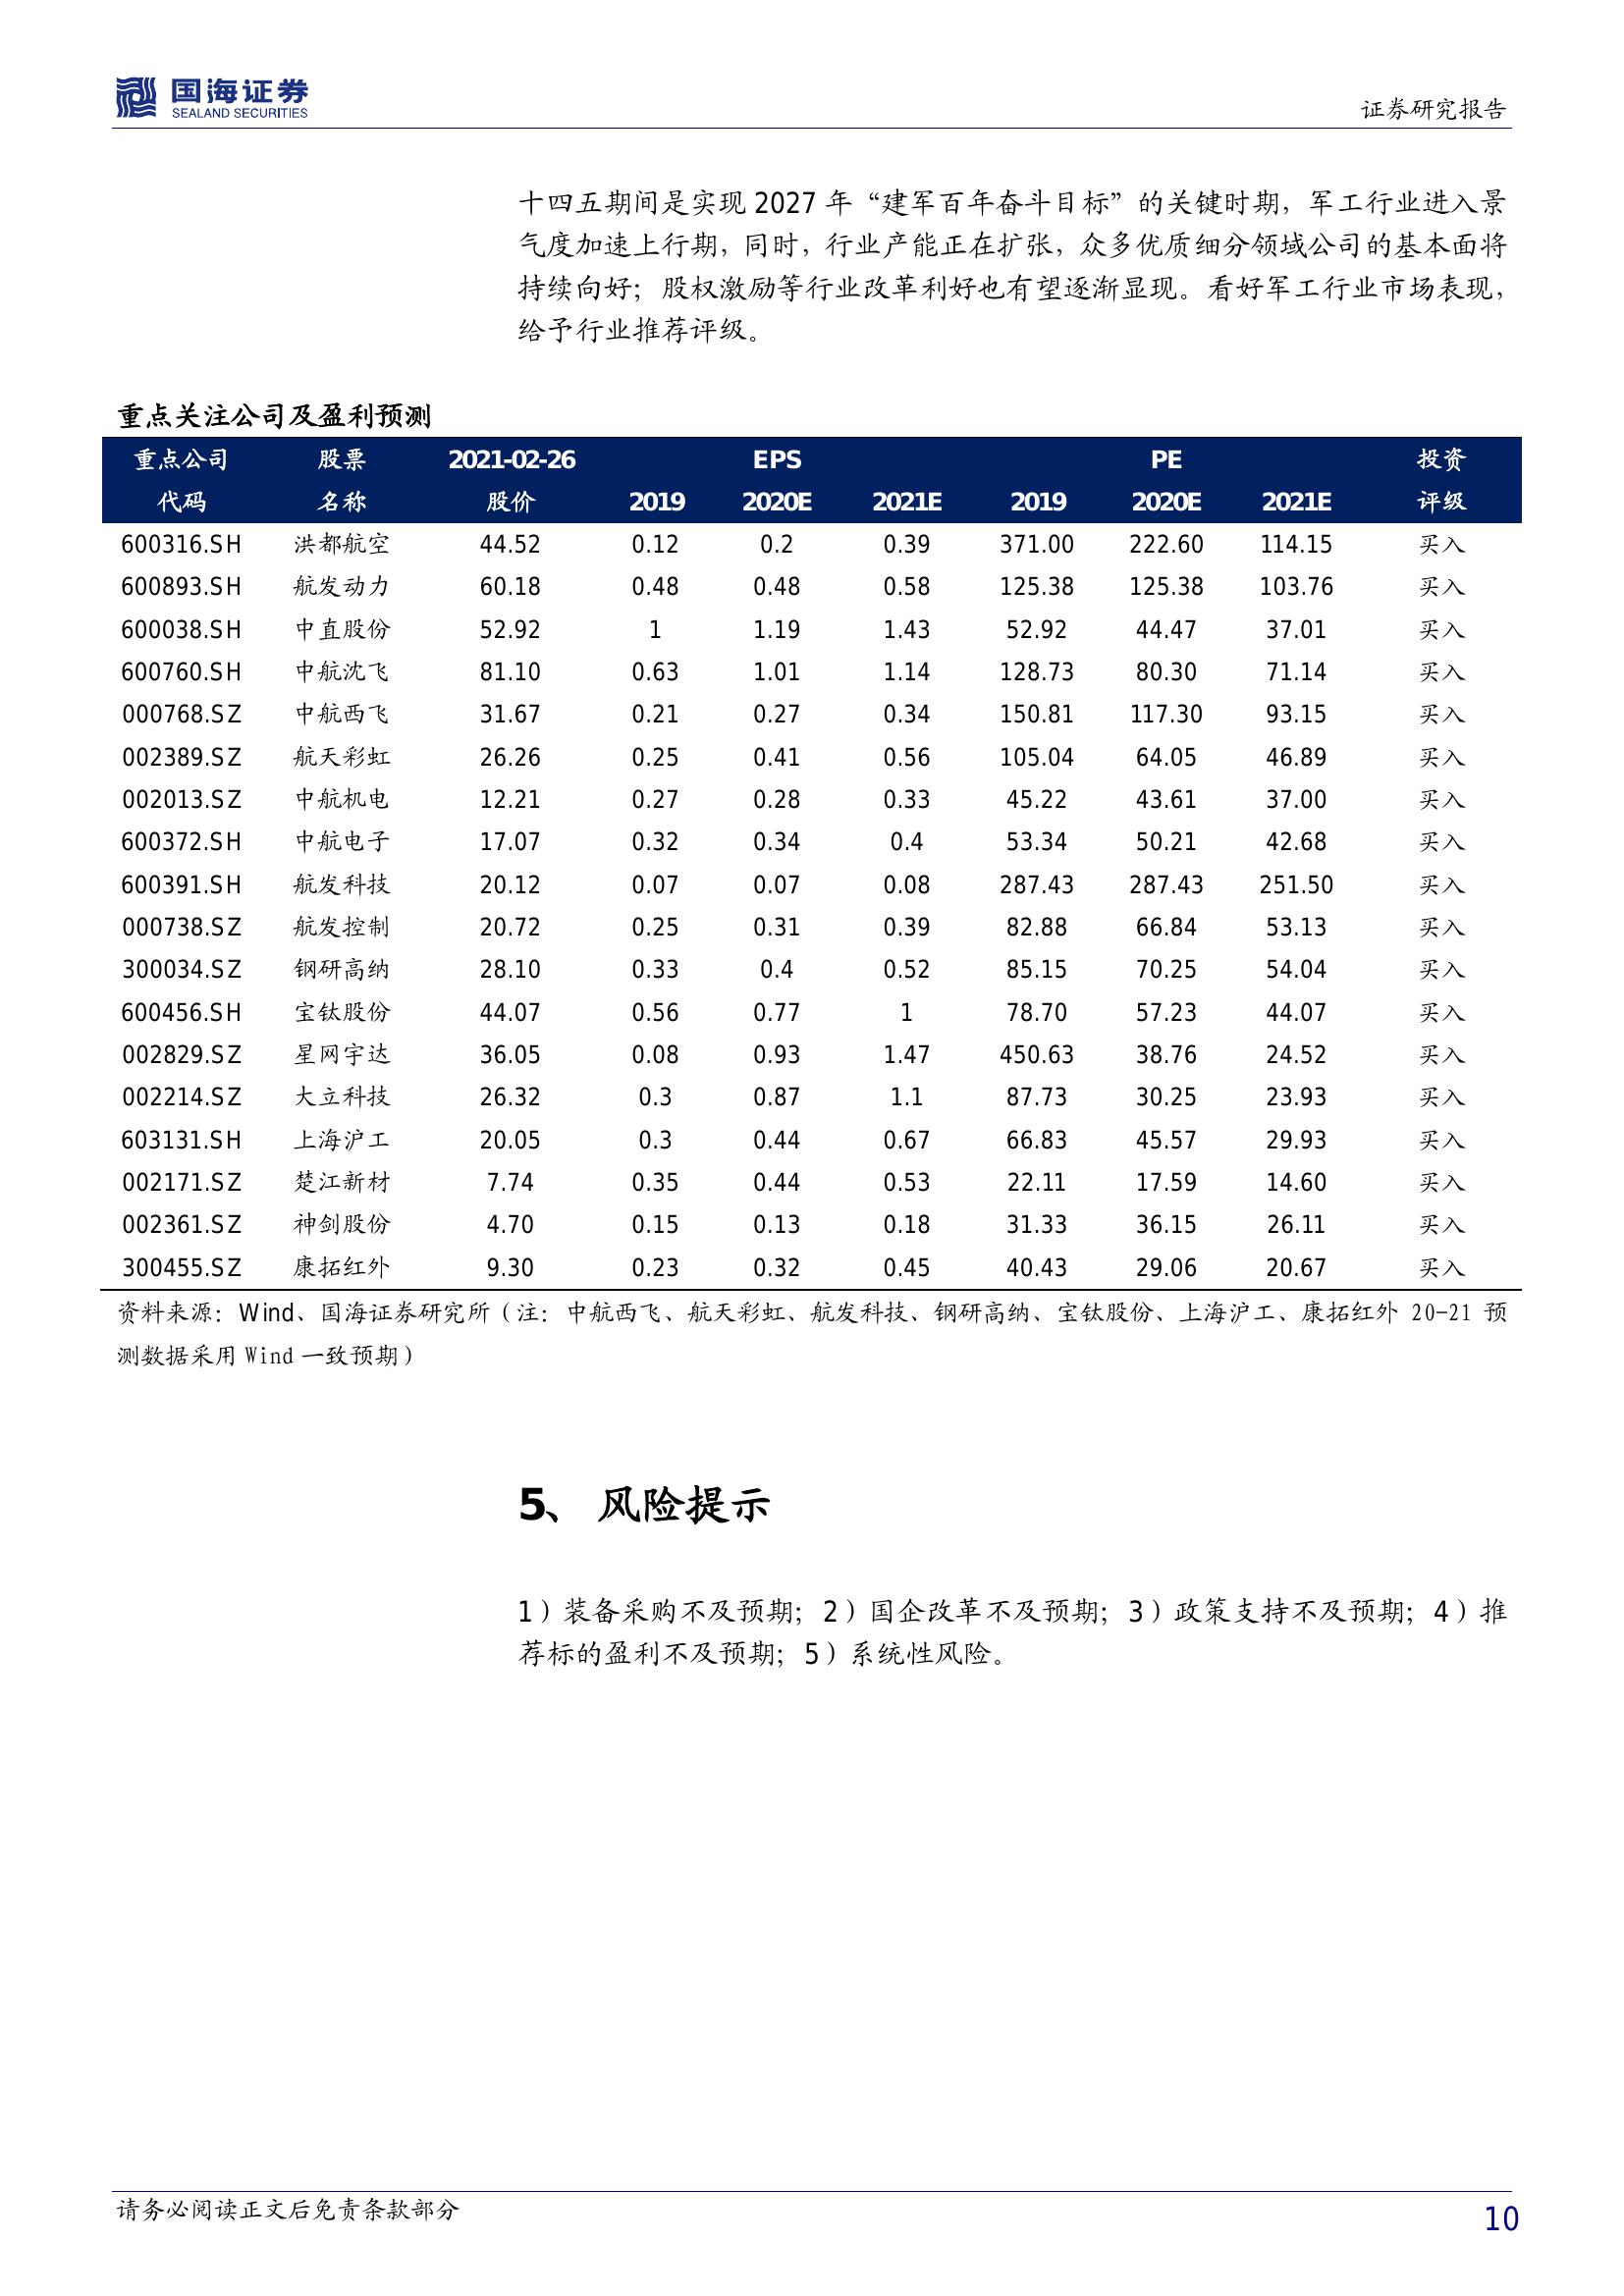 国海证券
SEALAND SECURITIES
证券研究报告
十四五期间是实现 2027 年“建军百年奋斗目标”的关键时期，军工行业进入景
气度加速上行期，同时，行业产能正在扩张，众多优质细分领域公司的基本面将
持续向好；股权激励等行业改革利好也有望逐渐显现。看好军工行业市场表现，
给予行业推荐评级。
重点关注公司及盈利预测
重点公司 股票 2021-02-26 EPS PE 投资
代码 名称 股价 2019 2020E 2021E 2019 2020E 2021E 评级
600316.SH 洪都航空 44.52 0.12 0.2 0.39 371.00 222.60 114.15 买入
600893.SH 航发动力 60.18 0.48 0.48 0.58 125.38 125.38 103.76 买入
600038.SH 中直股份 52.92 1 1.19 1.43 52.92 44.47 37.01 买入
600760.SH 中航沈飞 81.10 0.63 1.01 1.14 128.73 80.30 71.14 买入
000768.SZ 中航西飞 31.67 0.21 0.27 0.34 150.81 117.30 93.15 买入
002389.SZ 航天彩虹 26.26 0.25 0.41 0.56 105.04 64.05 46.89 买入
002013.SZ 中航机电 12.21 0.27 0.28 0.33 45.22 43.61 37.00 买入
600372.SH 中航电子 17.07 0.32 0.34 0.4 53.34 50.21 42.68 买入
600391.SH 航发科技 20.12 0.07 0.07 0.08 287.43 287.43 251.50 买入
000738.SZ 航发控制 20.72 0.25 0.31 0.39 82.88 66.84 53.13 买入
300034.SZ 钢研高纳 28.10 0.33 0.4 0.52 85.15 70.25 54.04 买入
600456.SH 宝钛股份 44.07 0.56 0.77 1 78.70 57.23 44.07 买入
002829.SZ 星网宇达 36.05 0.08 0.93 1.47 450.63 38.76 24.52 买入
002214.SZ 大立科技 26.32 0.3 0.87 1.1 87.73 30.25 23.93 买入
603131.SH 上海沪工 20.05 0.3 0.44 0.67 66.83 45.57 29.93 买入
002171.SZ 楚江新材 7.74 0.35 0.44 0.53 22.11 17.59 14.60 买入
002361.SZ 神剑股份 4.70 0.15 0.13 0.18 31.33 36.15 26.11 买入
300455.SZ 康拓红外 9.30 0.23 0.32 0.45 40.43 29.06 20.67 买入
资料来源：Wind、国海证券研究所（注：中航西飞、航天彩虹、航发科技、钢研高纳、宝钛股份、上海沪工、康拓红外 20-21 预
测数据采用 Wind 一致预期）
5、 风险提示
1）装备采购不及预期；2）国企改革不及预期；3）政策支持不及预期；4）推
荐标的盈利不及预期；5）系统性风险。
请务必阅读正文后免责条款部分
10